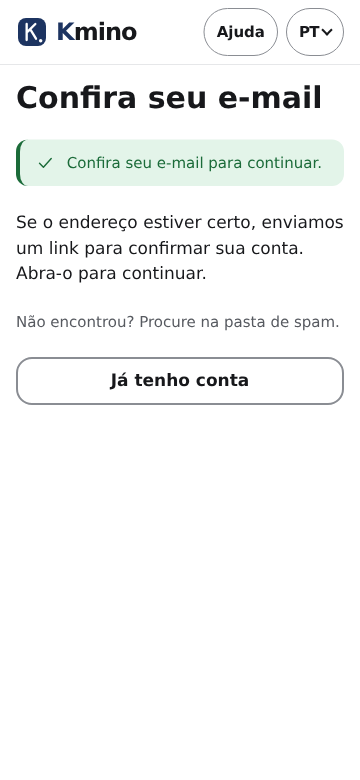 K. Kmino
Ajuda
PT
Confira seu e-mail
Confira seu e-mail para continuar.
Se o endereço estiver certo, enviamos
um link para confirmar sua conta.
Abra-o para continuar.
Não encontrou? Procure na pasta de spam.
Já tenho conta